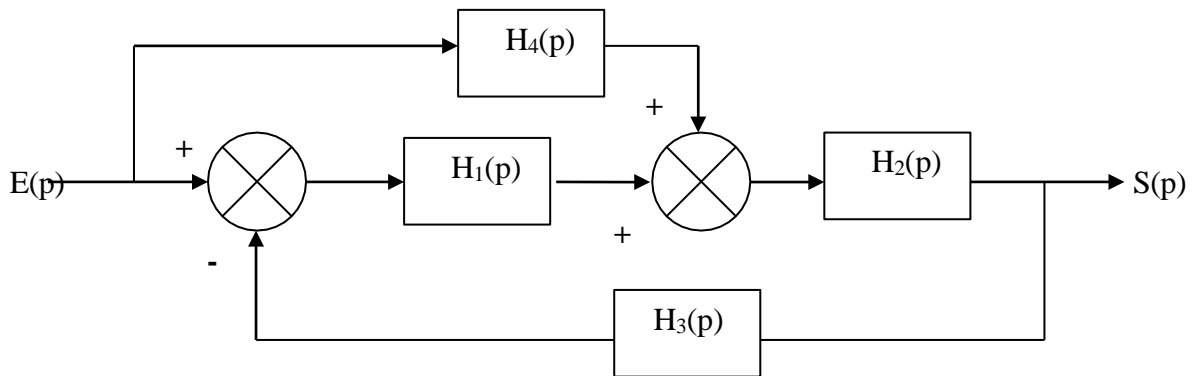 H₄(p)
+
+
H₁(p)
H₂(p)
E(p)
S(p)
+
-
H₃(p)